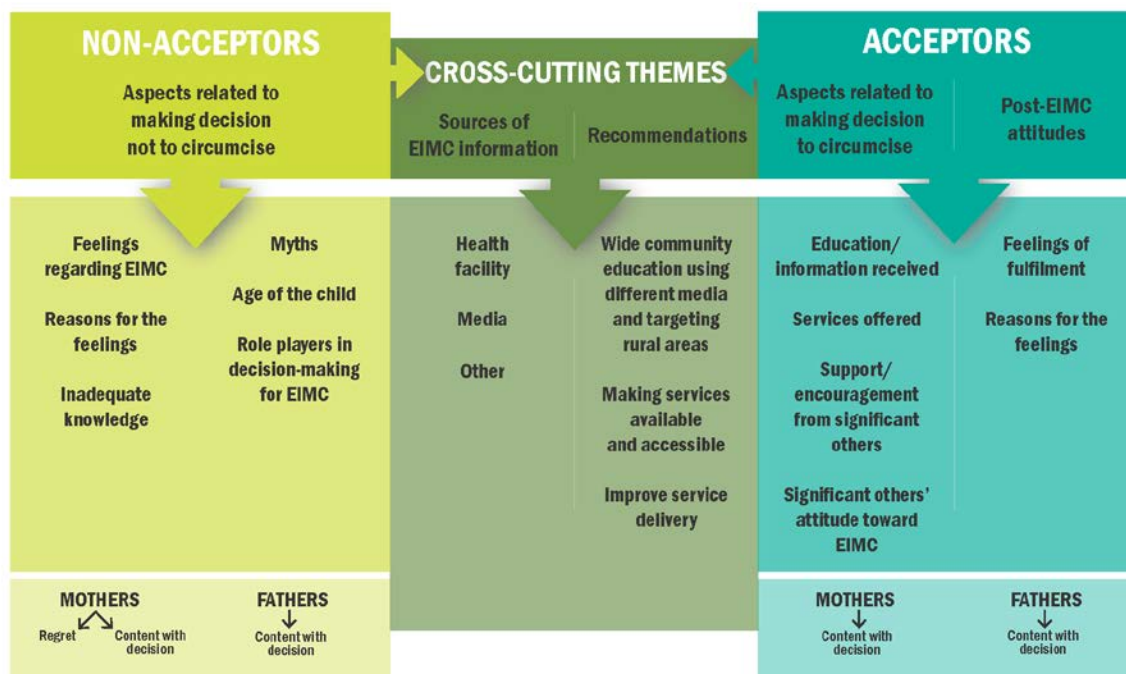 NON-ACCEPTORS
Aspects related to
making decision
not to circumcise
Feelings
regarding EIMC
Reasons for the
feelings
Inadequate
knowledge
Myths
Age of the child
Role players in
decision-making
for EIMC
MOTHERS
Regret
Content with
decision
FATHERS
Content with
decision
CROSS-CUTTING THEMES
Sources of
EIMC information
Recommendations
Health
facility
Media
Other
Wide community
education using
different media
and targeting
rural areas
Making services
available
and accessible
Improve service
delivery
ACCEPTORS
Aspects related to
making decision
to circumcise
Post-EIMC
attitudes
Education/
information received
Services offered
Support/
encouragement
from significant
others
Significant others'
attitude toward
EIMC
Feelings of
fulfilment
Reasons for the
feelings
MOTHERS
Content with
decision
FATHERS
Content with
decision